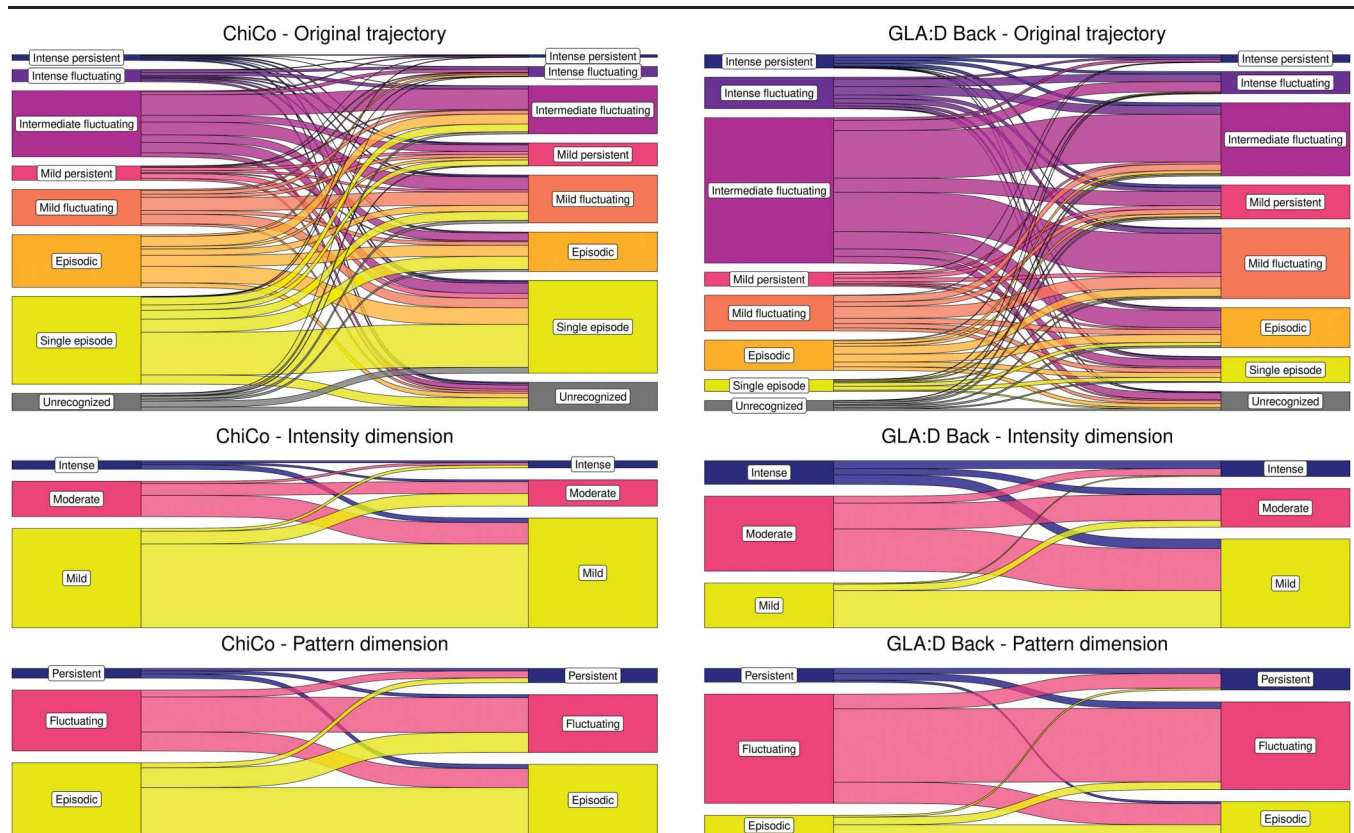 ChiCo - Original trajectory
Intense persistent
Intense fluctuating
Intermediate fluctuating
Mild persistent
Mild fluctuating
Episodic
Single episode
Unrecognized
Intense persistent
Intense fluctuating
Intermediate fluctuating
Mild persistent
Mild fluctuating
Episodic
Single episode
Unrecognized
GLA:D Back - Original trajectory
Intense persistent
Intense fluctuating
Intermediate fluctuating
Mild persistent
Mild fluctuating
Episodic
Single episode
Unrecognized
Intense persistent
Intense fluctuating
Intermediate fluctuating
Mild persistent
Mild fluctuating
Episodic
Single episode
Unrecognized
ChiCo - Intensity dimension
Intense
Moderate
Mild
Intense
Moderate
Mild
GLA:D Back - Intensity dimension
Intense
Moderate
Mild
Intense
Moderate
Mild
ChiCo - Pattern dimension
Persistent
Fluctuating
Episodic
Persistent
Fluctuating
Episodic
GLA:D Back - Pattern dimension
Persistent
Fluctuating
Episodic
Persistent
Fluctuating
Episodic